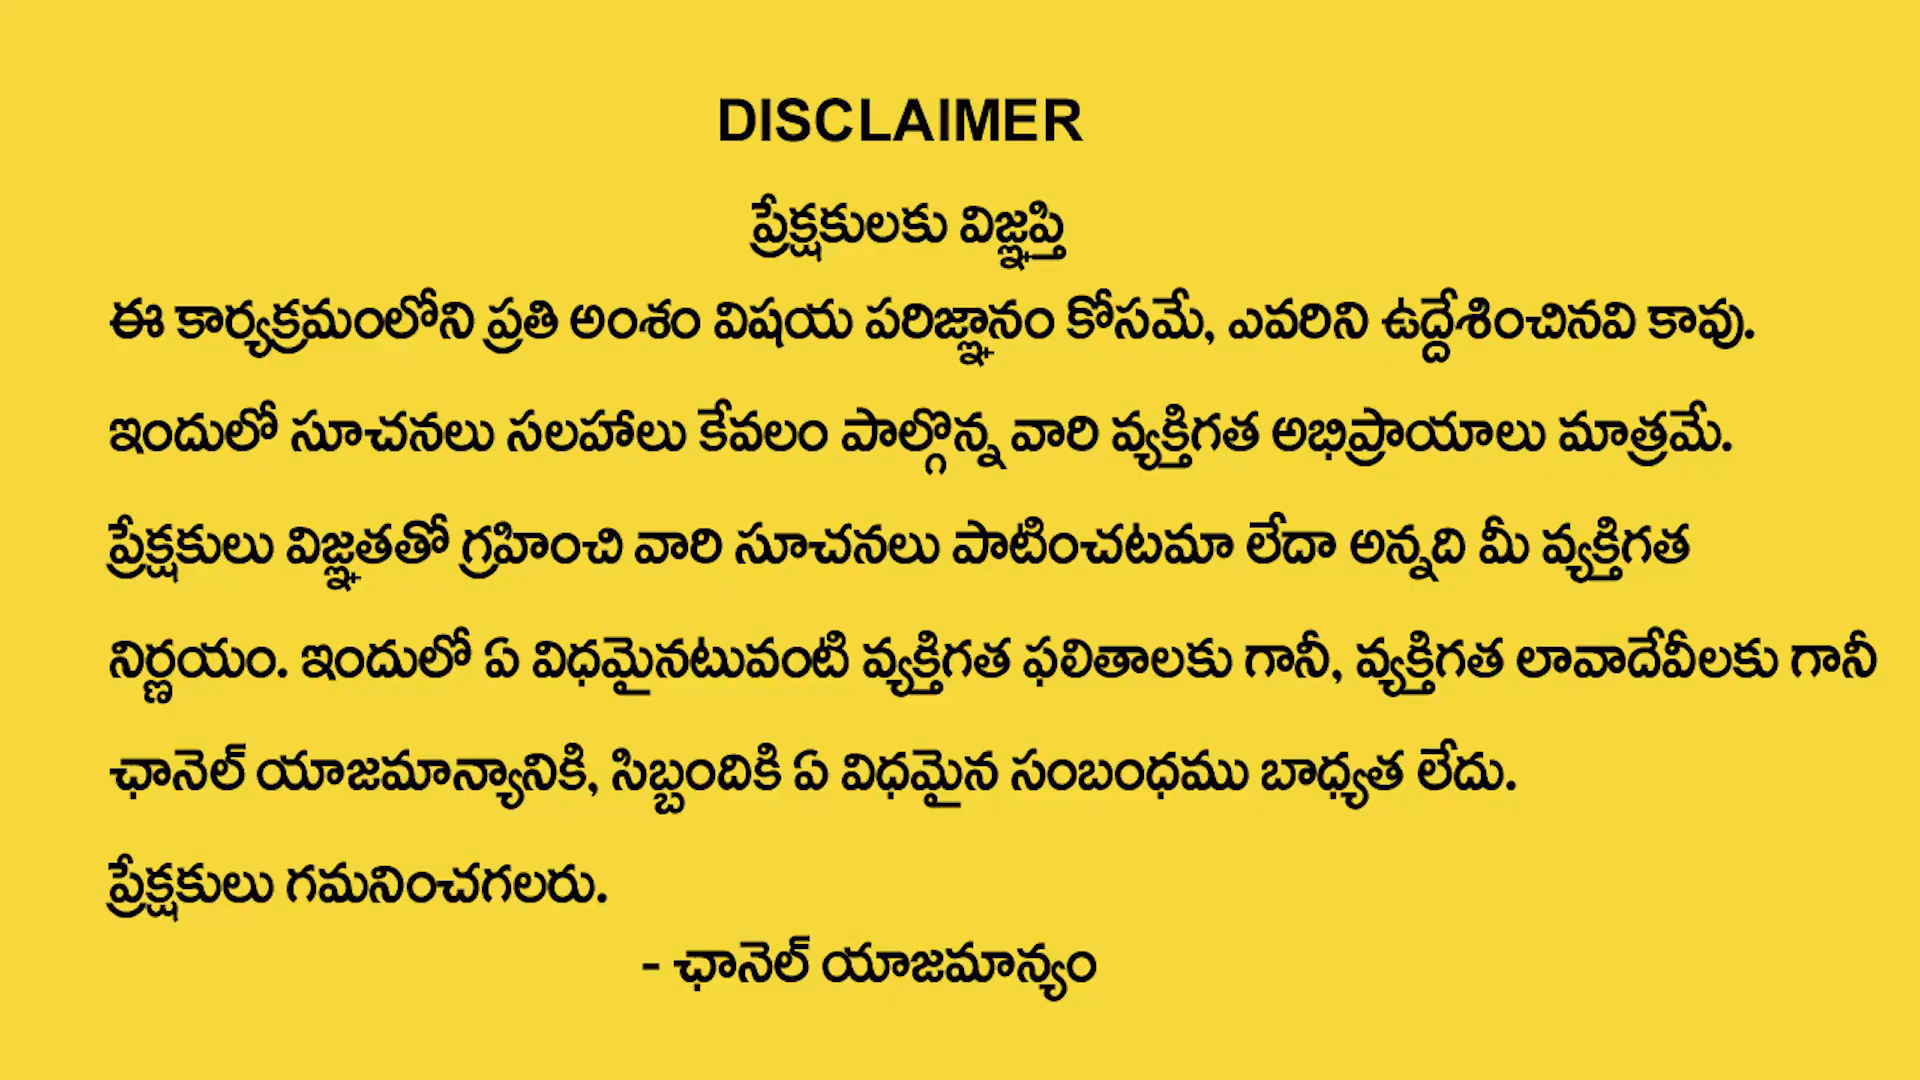 DISCLAIMER
ప్రేక్షకులకు విజ్ఞప్తి
ఈ కార్యక్రమంలోని ప్రతి అంశం విషయ పరిజ్ఞానం కోసమే, ఎవరిని ఉద్దేశించినవి కావు.
ఇందులో సూచనలు సలహాలు కేవలం పాల్గొన్న వారి వ్యక్తిగత అభిప్రాయాలు మాత్రమే.
ప్రేక్షకులు విజ్ఞతతో గ్రహించి వారి సూచనలు పాటించటమా లేదా అన్నది మీ వ్యక్తిగత
నిర్ణయం. ఇందులో ఏ విధమైనటువంటి వ్యక్తిగత ఫలితాలకు గానీ, వ్యక్తిగత లావాదేవీలకు గానీ
ఛానెల్ యాజమాన్యానికి, సిబ్బందికి ఏ విధమైన సంబంధము బాధ్యత లేదు.
ప్రేక్షకులు గమనించగలరు.
- ఛానెల్ యాజమాన్యం